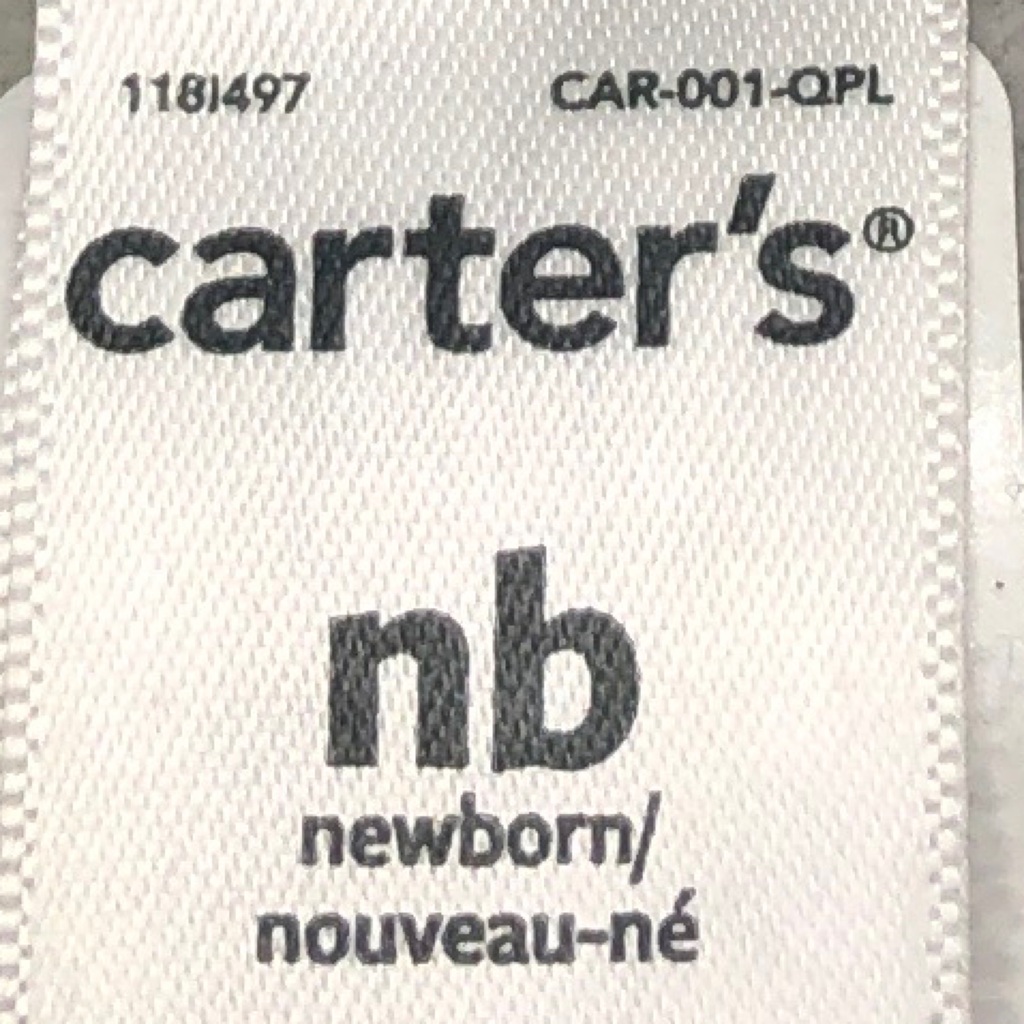 118I497 CAR-001-QPL
carter's®
nb
newborn/
nouveau-né